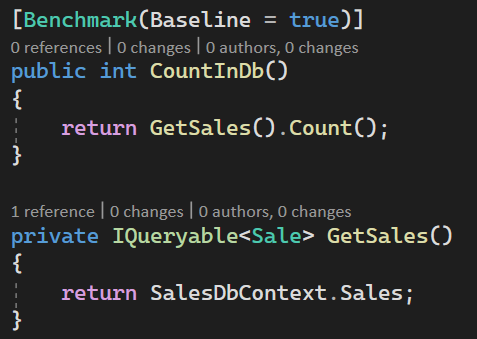 [Benchmark(Baseline = true)]
0 references | 0 changes | 0 authors, 0 changes
public int CountInDb()
{
    return GetSales().Count();
}
1 reference | 0 changes | 0 authors, 0 changes
private IQueryable<Sale> GetSales()
{
    return SalesDbContext.Sales;
}